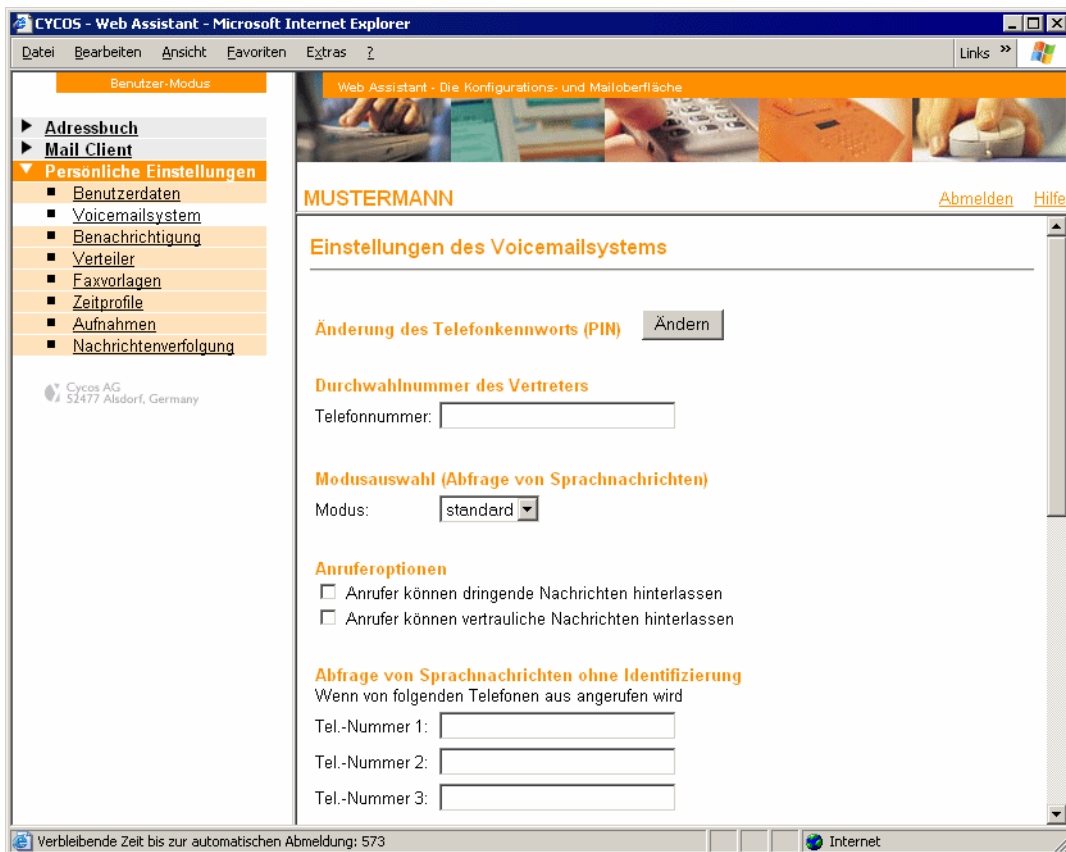 CYCOS - Web Assistant - Microsoft Internet Explorer
Datei Bearbeiten Ansicht Favoriten Extras ? Links »
Benutzer-Modus
Adressbuch
Mail Client
Persönliche Einstellungen
Benutzerdaten
Voicemailsystem
Benachrichtigung
Verteiler
Faxvorlagen
Zeitprofile
Aufnahmen
Nachrichtenverfolgung
Cycos AG
52477 Alsdorf, Germany
Web Assistant - Die Konfigurations- und Mailoberfläche
MUSTERMANN Abmelden Hilfe
Einstellungen des Voicemailsystems
Änderung des Telefonkennworts (PIN) Ändern
Durchwahlnummer des Vertreters
Telefonnummer:
Modusauswahl (Abfrage von Sprachnachrichten)
Modus: standard
Anruferoptionen
Anrufer können dringende Nachrichten hinterlassen
Anrufer können vertrauliche Nachrichten hinterlassen
Abfrage von Sprachnachrichten ohne Identifizierung
Wenn von folgenden Telefonen aus angerufen wird
Tel.-Nummer 1:
Tel.-Nummer 2:
Tel.-Nummer 3:
Verbleibende Zeit bis zur automatischen Abmeldung: 573 Internet